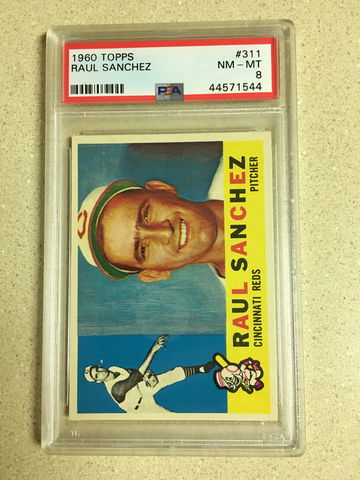 1960 TOPPS
RAUL SANCHEZ
#311
NM - MT
8
PSA
44571544
C
RAUL SANCHEZ
CINCINNATI REDS
PITCHER